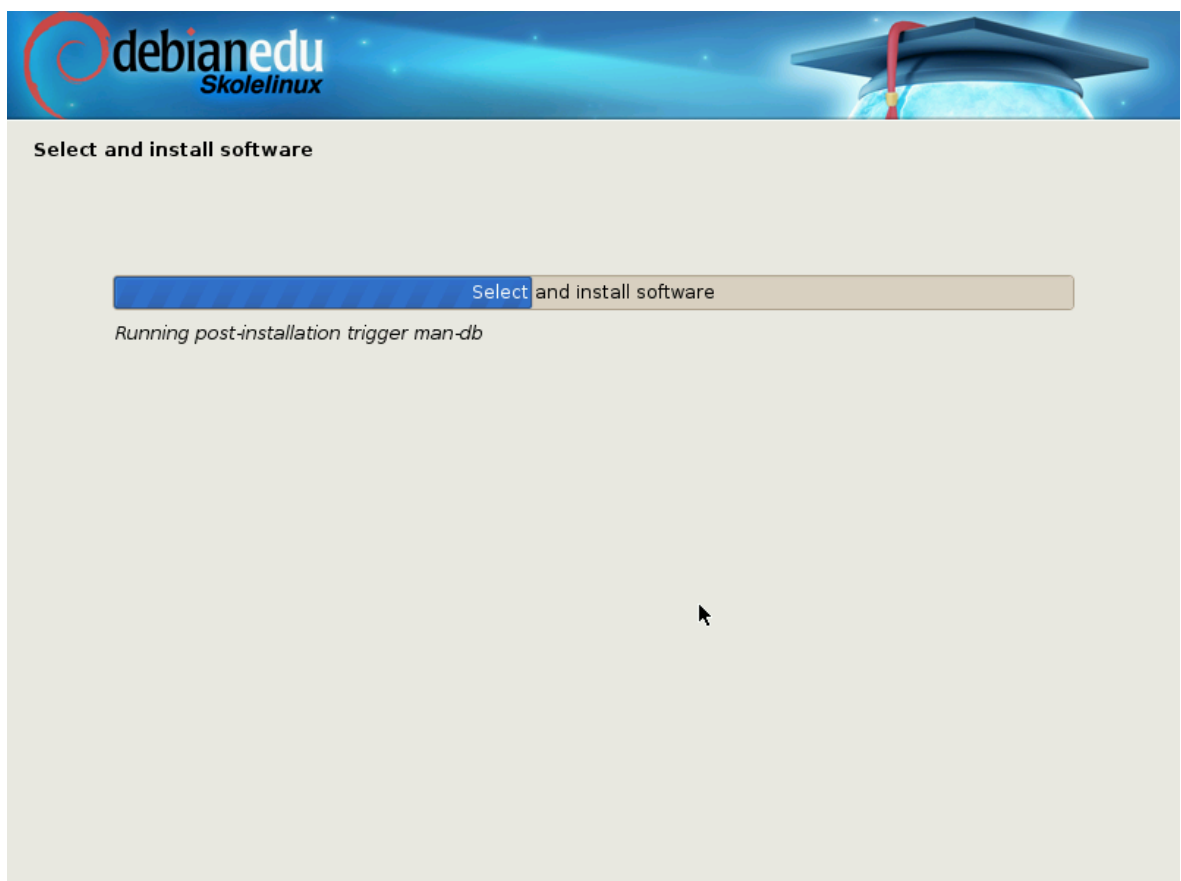 debianedu
Skolelinux
Select and install software
Select and install software
Running post-installation trigger man-db